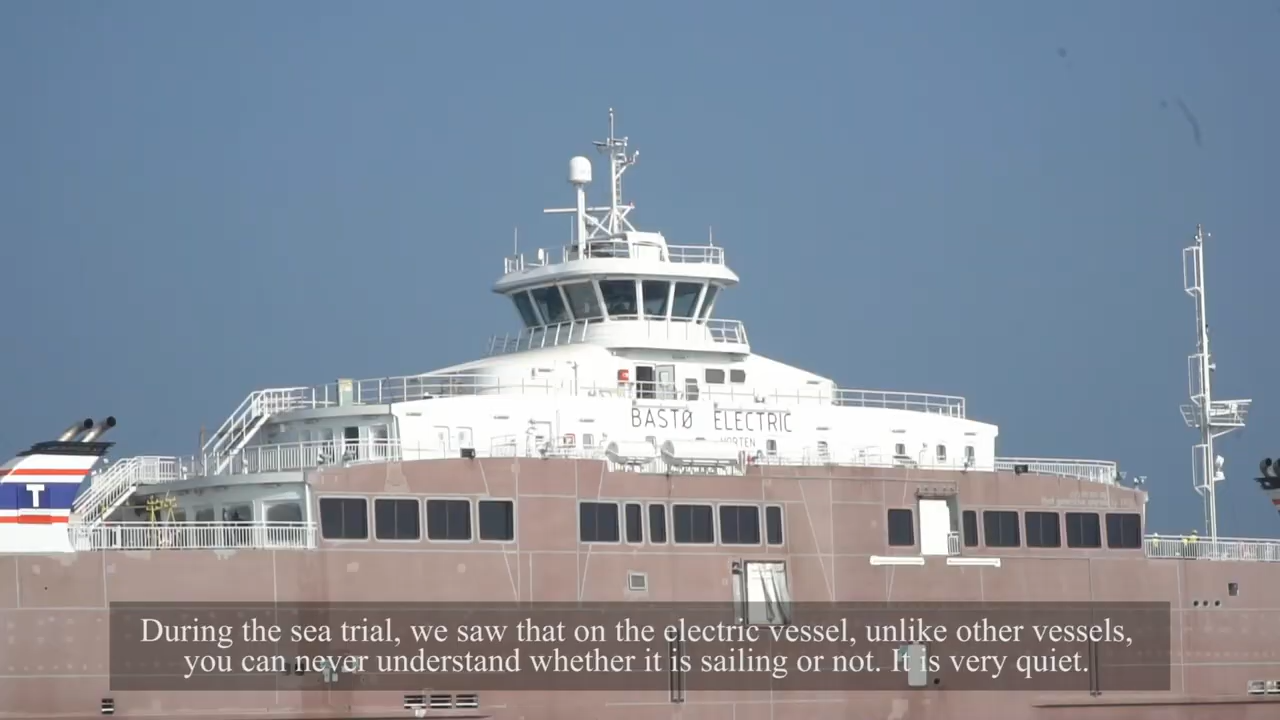 BASTØ ELECTRIC
HORTEN
T
During the sea trial, we saw that on the electric vessel, unlike other vessels,
you can never understand whether it is sailing or not. It is very quiet.